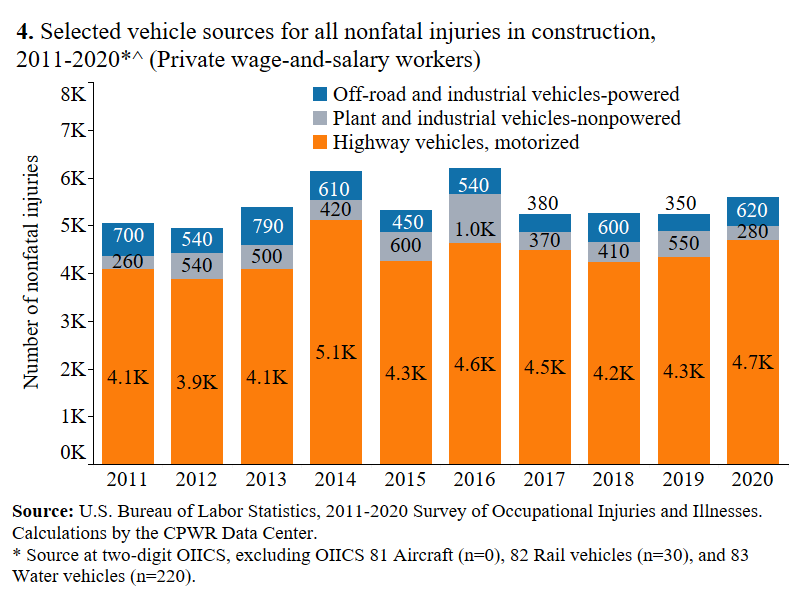 4. Selected vehicle sources for all nonfatal injuries in construction,
2011-2020*^ (Private wage-and-salary workers)
Number of nonfatal injuries
8K
7K
6K
5K
4K
3K
2K
1K
0K
Off-road and industrial vehicles-powered
Plant and industrial vehicles-nonpowered
Highway vehicles, motorized
700 540 790 610 450 540 380 600 350 620
260 540 500 420 600 1.0K 370 410 550 280
4.1K 3.9K 4.1K 5.1K 4.3K 4.6K 4.5K 4.2K 4.3K 4.7K
2011 2012 2013 2014 2015 2016 2017 2018 2019 2020
Source: U.S. Bureau of Labor Statistics, 2011-2020 Survey of Occupational Injuries and Illnesses.
Calculations by the CPWR Data Center.
* Source at two-digit OIICS, excluding OIICS 81 Aircraft (n=0), 82 Rail vehicles (n=30), and 83
Water vehicles (n=220).